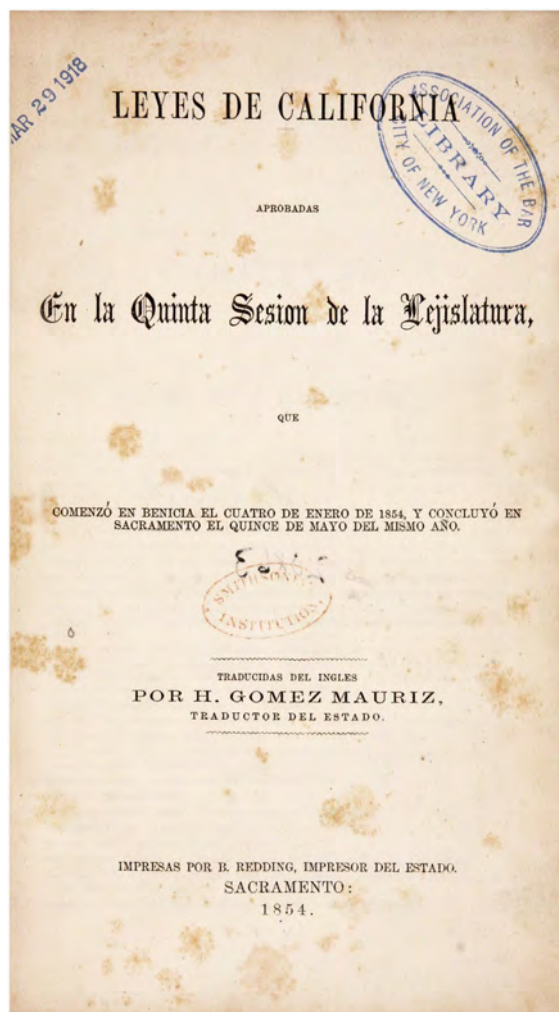 MAR 29 1918
LEYES DE CALIFORNIA
ASSOCIATION OF THE BAR
LIBRARY
CITY OF NEW YORK
APROBADAS
En la Quinta Sesion de la Lejislatura,
QUE
COMENZÓ EN BENICIA EL CUATRO DE ENERO DE 1854, Y CONCLUYÓ EN
SACRAMENTO EL QUINCE DE MAYO DEL MISMO AÑO.
SMITHSONIAN
INSTITUTION.
TRADUCIDAS DEL INGLES
POR H. GOMEZ MAURIZ,
TRADUCTOR DEL ESTADO.
IMPRESAS POR B. REDDING, IMPRESOR DEL ESTADO.
SACRAMENTO:
1854.